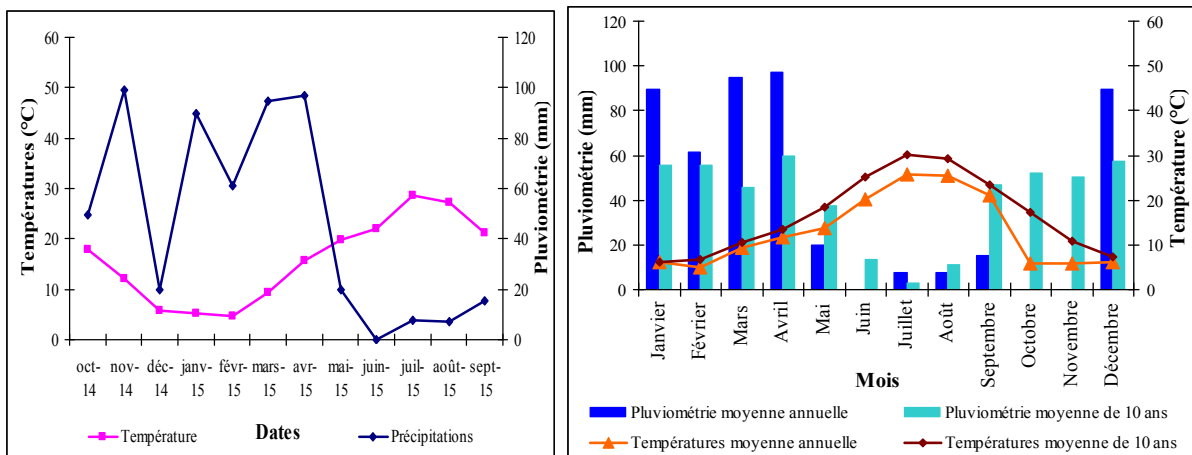 60
50
40
30
20
10
0
Températures (°C)
120
100
80
60
40
20
0
Pluviométrie (mm)
oct- nov- déc- janv- févr- mars- avr- mai- juin- juil- août- sept-
14 14 14 15 15 15 15 15 15 15 15 15
Dates
Température
Précipitations
120
100
80
60
40
20
0
Pluviométrie (mm)
60
50
40
30
20
10
0
Température (°C)
Janvier
Février
Mars
Avril
Mai
Juin
Juillet
Août
Septembre
Octobre
Novembre
Décembre
Mois
Pluviométrie moyenne annuelle
Pluviométrie moyenne de 10 ans
Températures moyenne annuelle
Températures moyenne de 10 ans